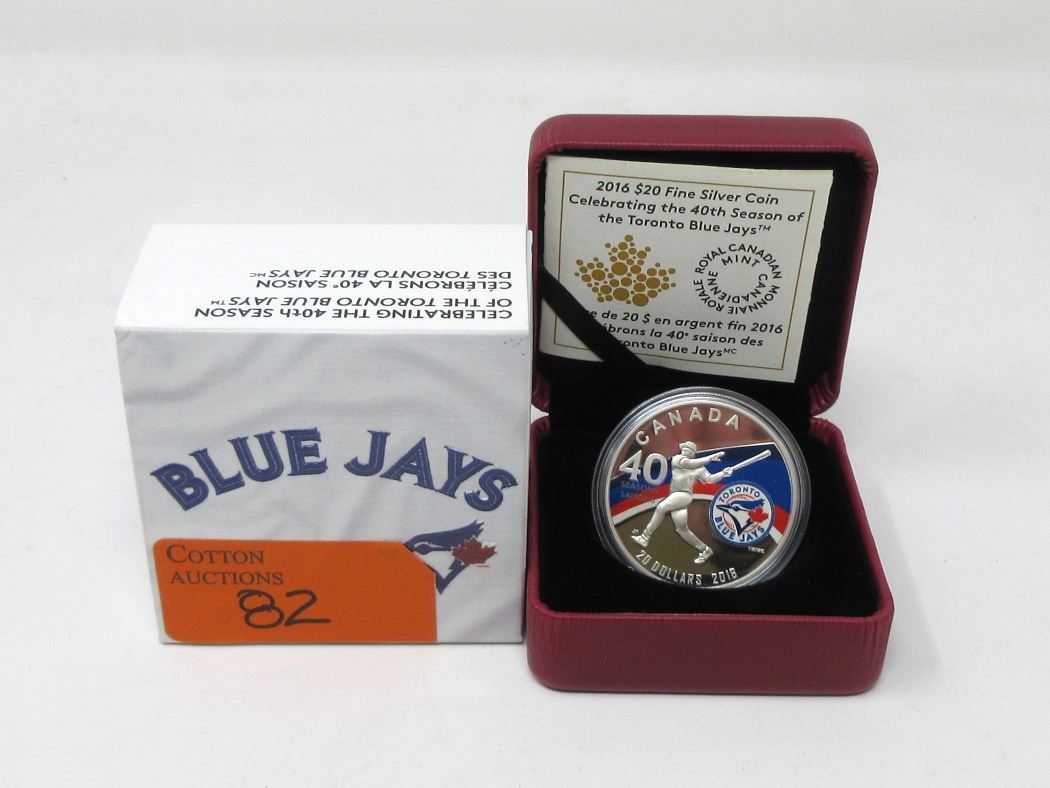 CELEBRATING THE 40th SEASON
OF THE TORONTO BLUE JAYS™
CÉLÉBRONS LA 40e SAISON
DES TORONTO BLUE JAYS MC
BLUE JAYS
COTTON
AUCTIONS
82
2016 $20 Fine Silver Coin
Celebrating the 40th Season of
the Toronto Blue Jays™
ROYAL CANADIAN MINT
MONNAIE ROYALE CANADIENNE
de 20 $ en argent fin 2016
la 40e saison des
Blue Jays MC
CANADA
40
SEASONS
SAISONS
TORONTO
BLUE JAYS
20 DOLLARS 2016